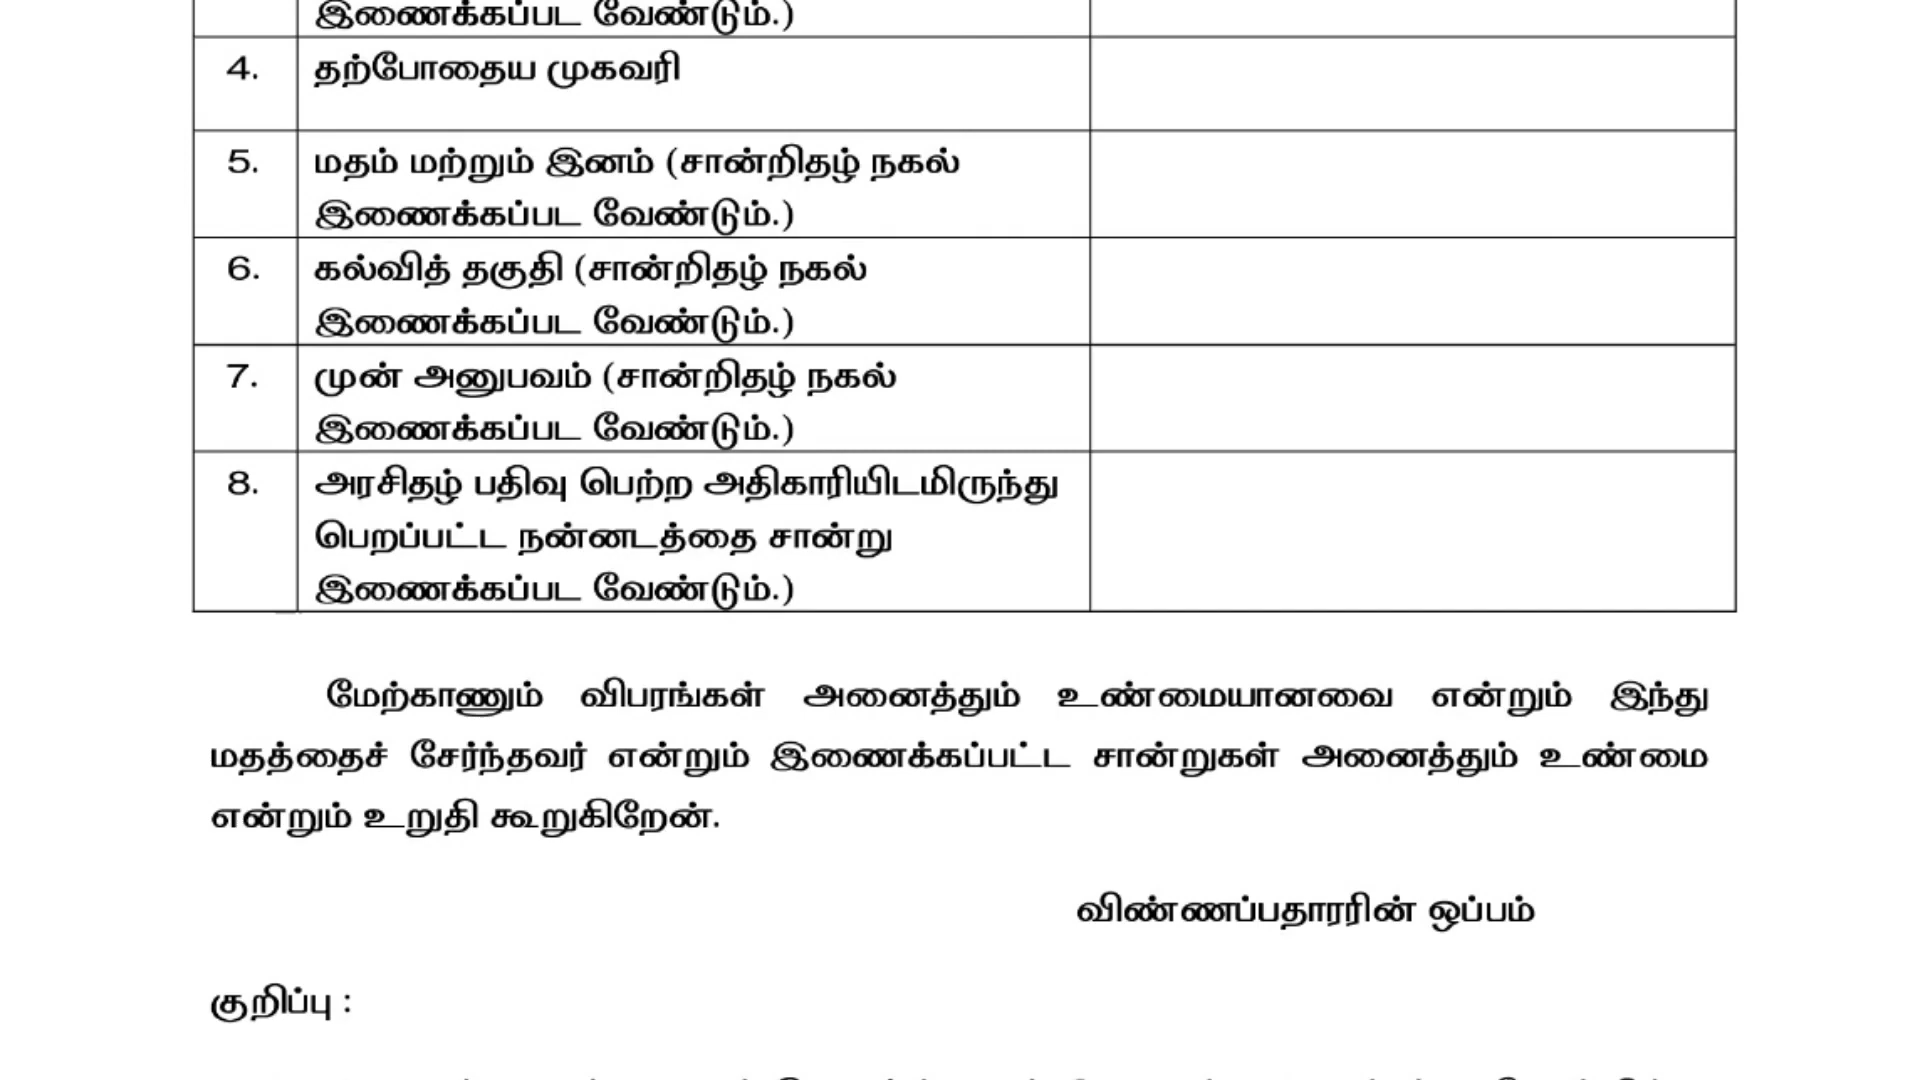 இணைக்கப்பட வேண்டும்.)
4. தற்போதைய முகவரி
5. மதம் மற்றும் இனம் (சான்றிதழ் நகல்
இணைக்கப்பட வேண்டும்.)
6. கல்வித் தகுதி (சான்றிதழ் நகல்
இணைக்கப்பட வேண்டும்.)
7. முன் அனுபவம் (சான்றிதழ் நகல்
இணைக்கப்பட வேண்டும்.)
8. அரசிதழ் பதிவு பெற்ற அதிகாரியிடமிருந்து
பெறப்பட்ட நன்னடத்தை சான்று
இணைக்கப்பட வேண்டும்.)
மேற்காணும் விபரங்கள் அனைத்தும் உண்மையானவை என்றும் இந்து
மதத்தைச் சேர்ந்தவர் என்றும் இணைக்கப்பட்ட சான்றுகள் அனைத்தும் உண்மை
என்றும் உறுதி கூறுகிறேன்.
விண்ணப்பதாரரின் ஒப்பம்
குறிப்பு :